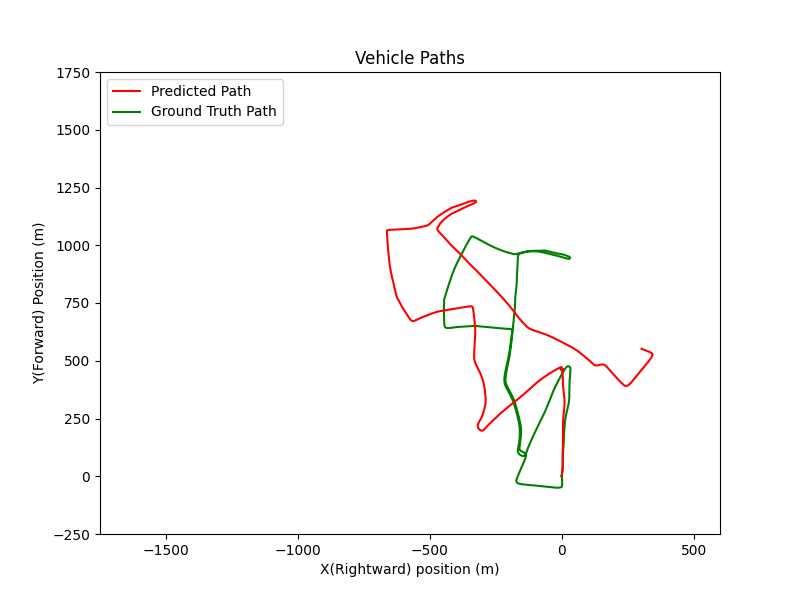 Vehicle Paths
Predicted Path
Ground Truth Path
1750
1500
1250
1000
750
500
250
0
−250
Y(Forward) Position (m)
−1500
−1000
−500
0
500
X(Rightward) position (m)